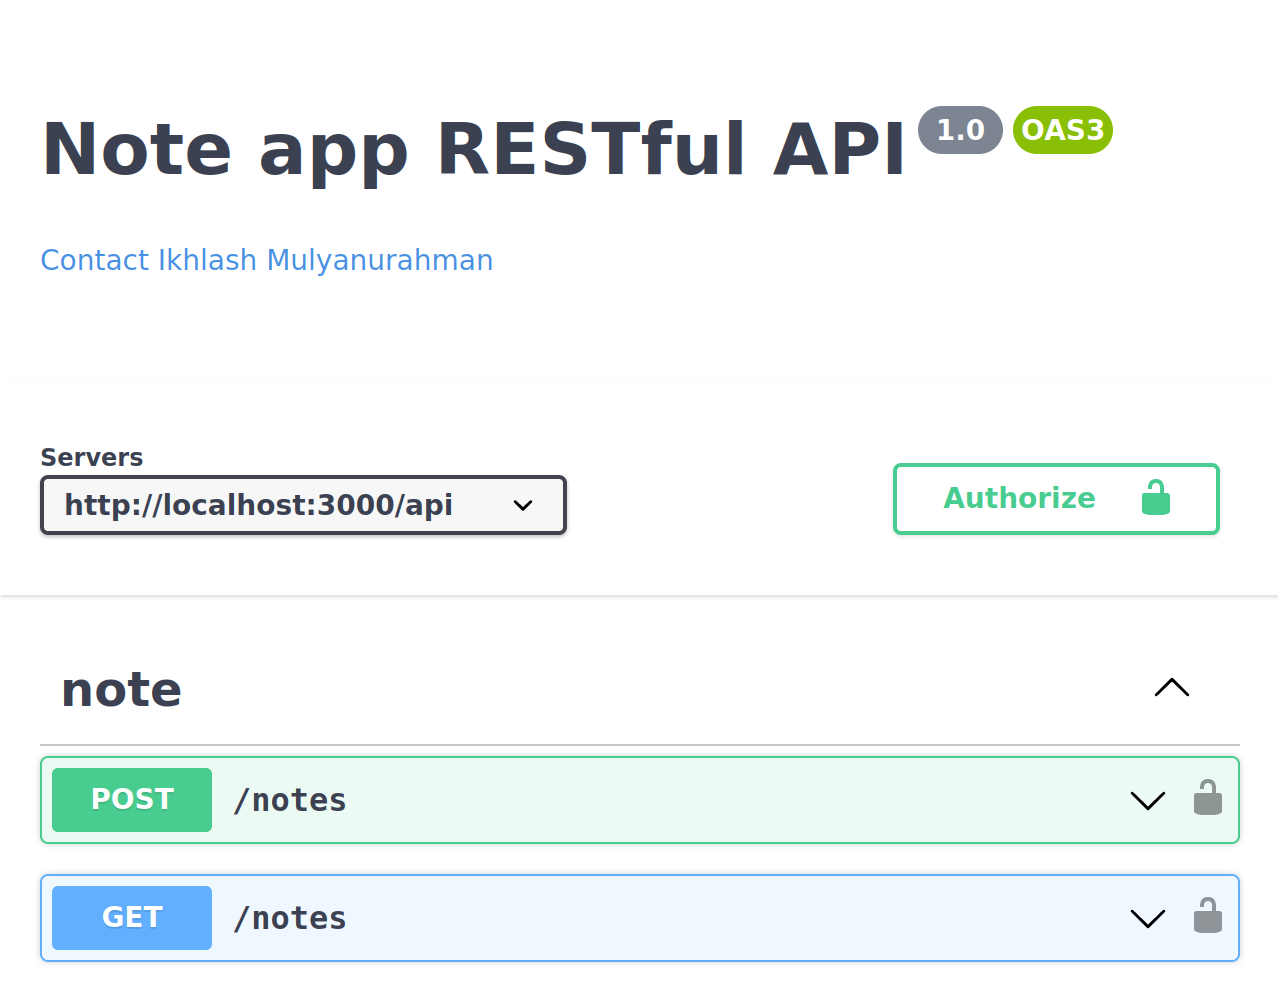 Note app RESTful API 1.0 OAS3
Contact Ikhlash Mulyanurahman
Servers
http://localhost:3000/api
Authorize
note
POST /notes
GET /notes